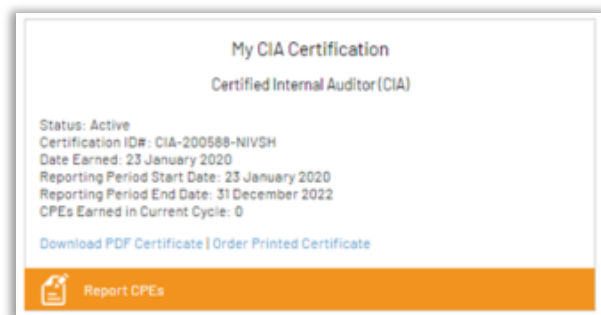 My CIA Certification
Certified Internal Auditor (CIA)
Status: Active
Certification ID#: CIA-200588-NIVSH
Date Earned: 23 January 2020
Reporting Period Start Date: 23 January 2020
Reporting Period End Date: 31 December 2022
CPEs Earned in Current Cycle: 0
Download PDF Certificate | Order Printed Certificate
Report CPEs